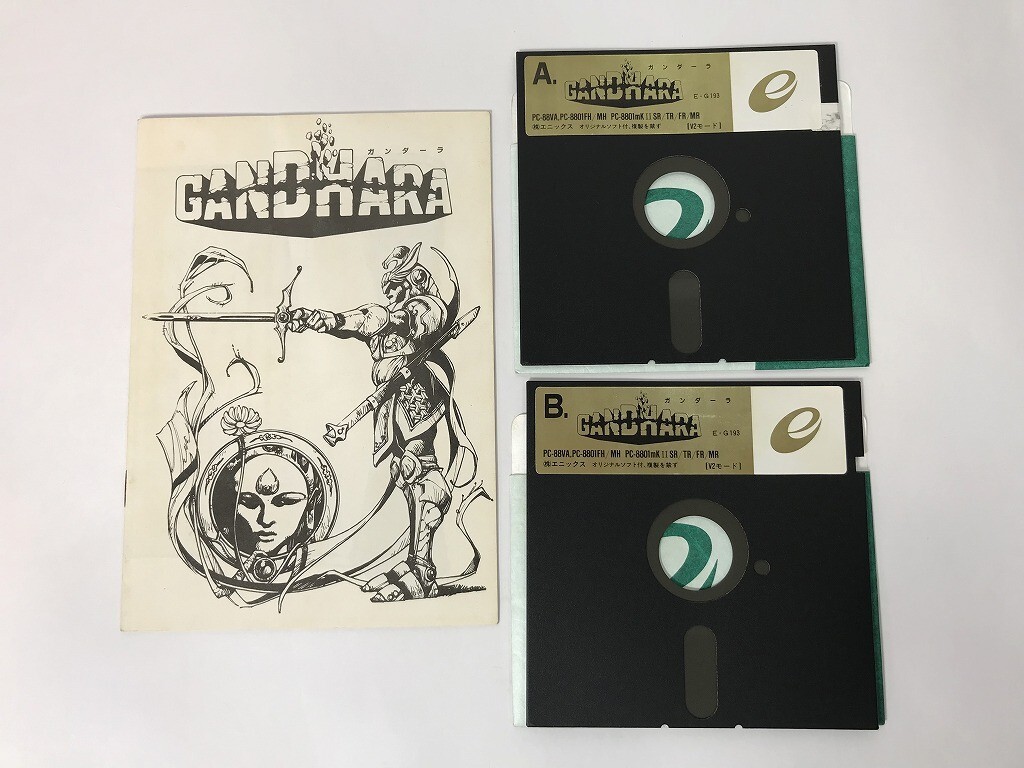 ガンダーラ
GANDHARA
A.
ガンダーラ
GANDHARA
E-G193
PC-88VA,PC-8801FH/MH PC-8801mKII SR/TR/FR/MR
(株)エニックス オリジナルソフト付、複製を禁ず [V2モード]
e
B.
ガンダーラ
GANDHARA
E-G193
PC-88VA,PC-8801FH/MH PC-8801mKII SR/TR/FR/MR
(株)エニックス オリジナルソフト付、複製を禁ず [V2モード]
e